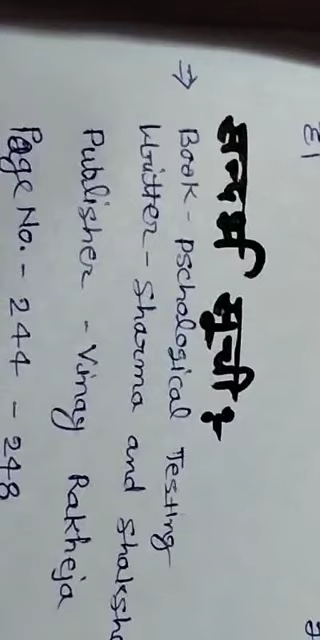 सन्दर्भ सूची :-
→ Book - Pschological Testing
Writter - Sharma and
Publisher - Vinay Rakheja
Page No. - 244 - 248